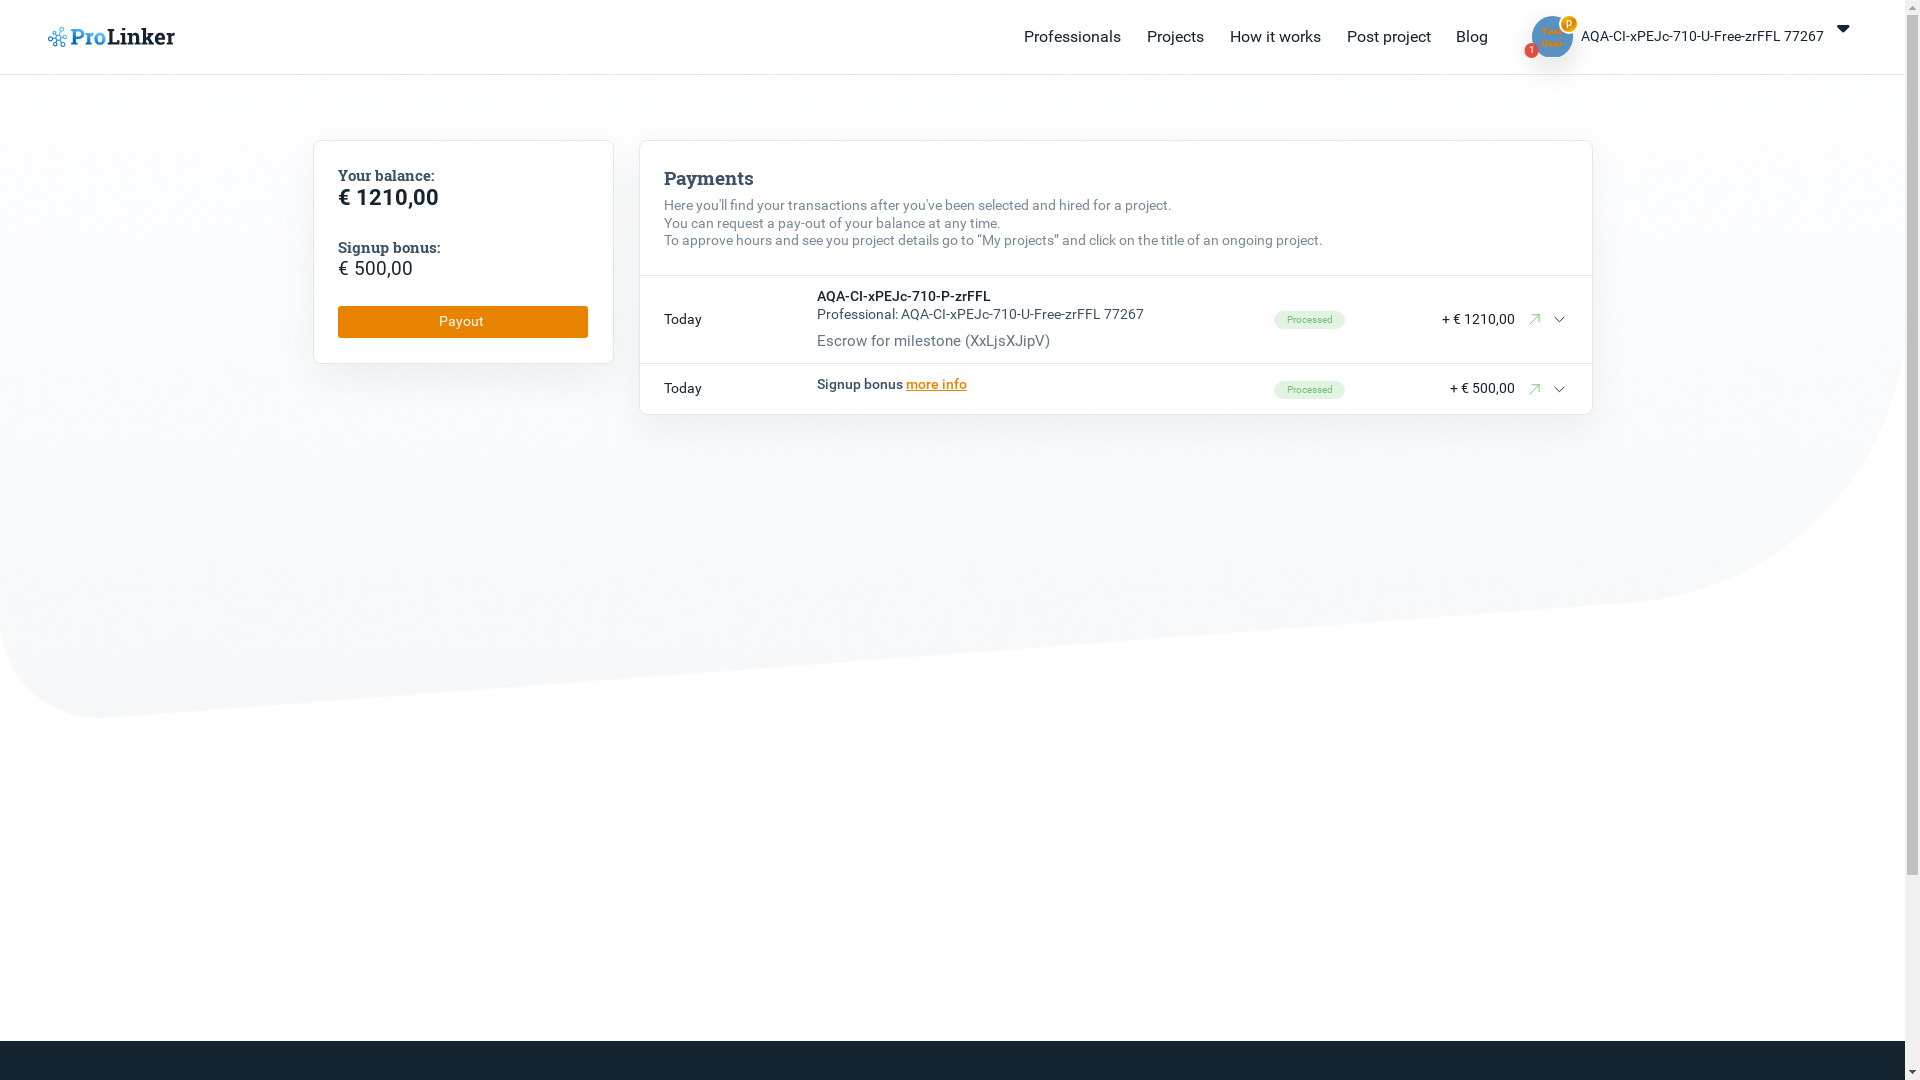 ProLinker
Professionals
Projects
How it works
Post project
Blog
P
1
AQA-CI-xPEJc-710-U-Free-zrFFL 77267
Your balance:
€ 1210,00
Signup bonus:
€ 500,00
Payout
Payments
Here you'll find your transactions after you've been selected and hired for a project.
You can request a pay-out of your balance at any time.
To approve hours and see you project details go to “My projects” and click on the title of an ongoing project.
Today
AQA-CI-xPEJc-710-P-zrFFL
Professional: AQA-CI-xPEJc-710-U-Free-zrFFL 77267
Escrow for milestone (XxLjsXJipV)
Processed
+ € 1210,00
Today
Signup bonus more info
Processed
+ € 500,00